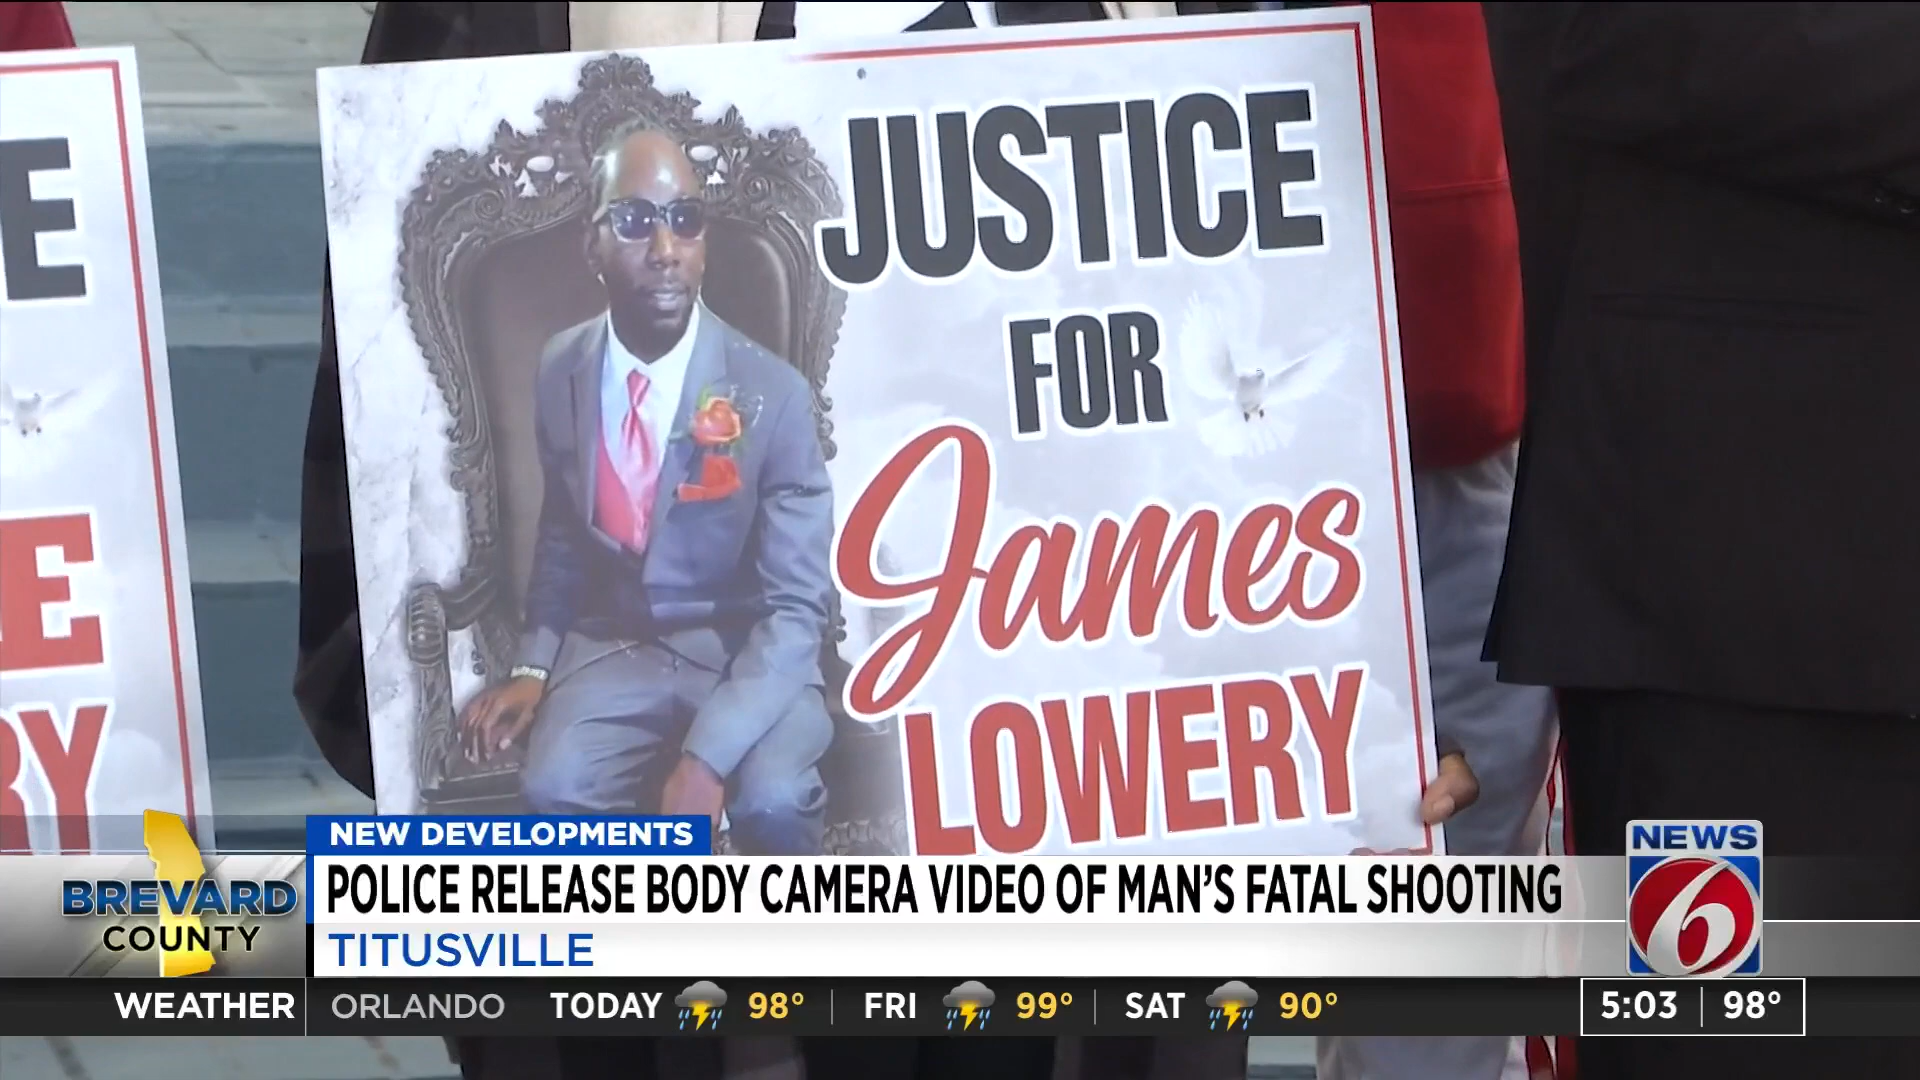 E
E
RY
JUSTICE
FOR
James
LOWERY
NEW DEVELOPMENTS
POLICE RELEASE BODY CAMERA VIDEO OF MAN'S FATAL SHOOTING
TITUSVILLE
BREVARD
COUNTY
NEWS
6
WEATHER ORLANDO TODAY 98° FRI 99° SAT 90° 5:03 98°